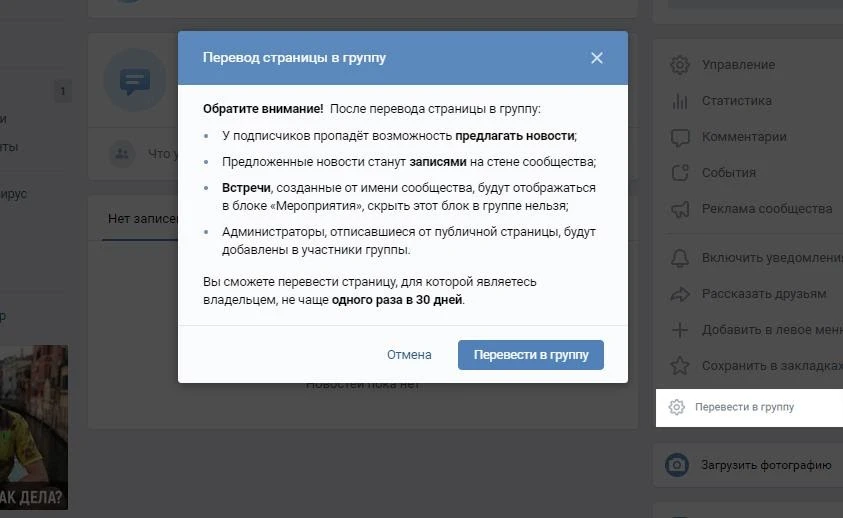 Перевод страницы в группу
Обратите внимание! После перевода страницы в группу:
У подписчиков пропадёт возможность предлагать новости;
Предложенные новости станут записями на стене сообщества;
Встречи, созданные от имени сообщества, будут отображаться
в блоке «Мероприятия», скрыть этот блок в группе нельзя;
Администраторы, отписавшиеся от публичной страницы, будут
добавлены в участники группы.
Вы сможете перевести страницу, для которой являетесь
владельцем, не чаще одного раза в 30 дней.
Отмена
Перевести в группу
1
Что у
Нет записе
Новостей пока нет
АК ДЕЛА?
Управление
Статистика
Комментарии
События
Реклама сообщества
Включить уведомлени
Рассказать друзьям
Добавить в левое мен
Сохранить в закладках
Перевести в группу
Загрузить фотографию